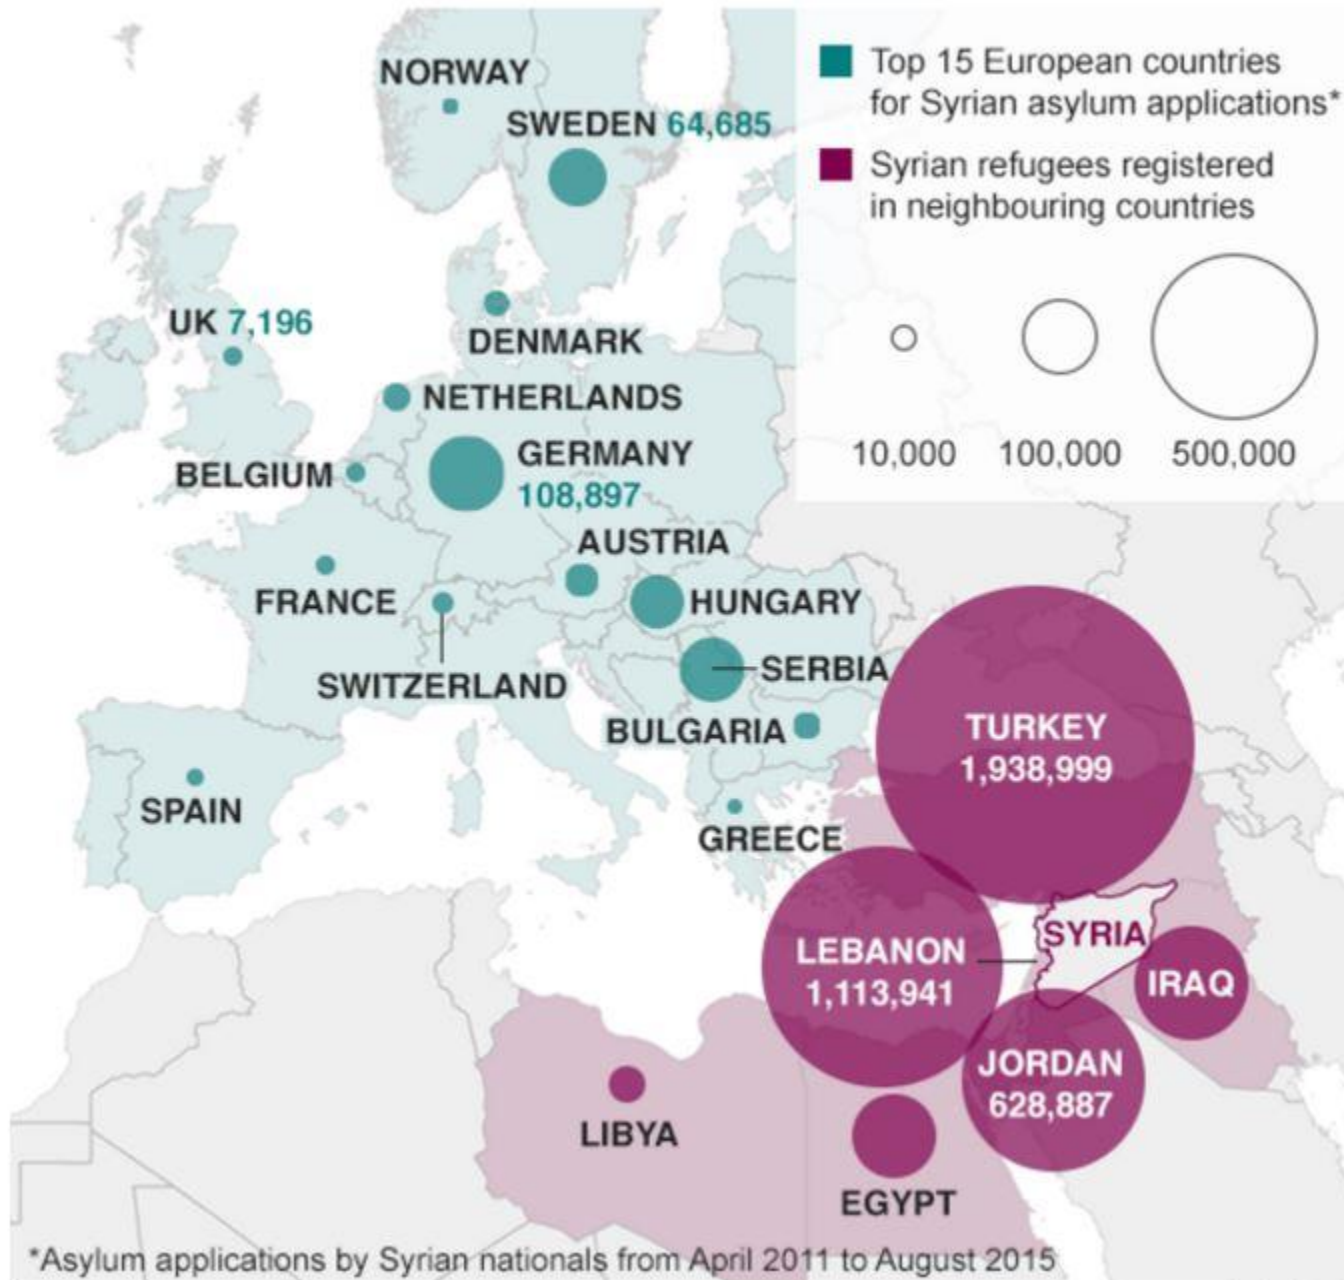 Top 15 European countries
for Syrian asylum applications*
Syrian refugees registered
in neighbouring countries
10,000 100,000 500,000
NORWAY
SWEDEN 64,685
UK 7,196
DENMARK
NETHERLANDS
BELGIUM
GERMANY
108,897
AUSTRIA
FRANCE
HUNGARY
SWITZERLAND
SERBIA
BULGARIA
SPAIN
GREECE
TURKEY
1,938,999
LEBANON
1,113,941
SYRIA
IRAQ
JORDAN
628,887
LIBYA
EGYPT
*Asylum applications by Syrian nationals from April 2011 to August 2015